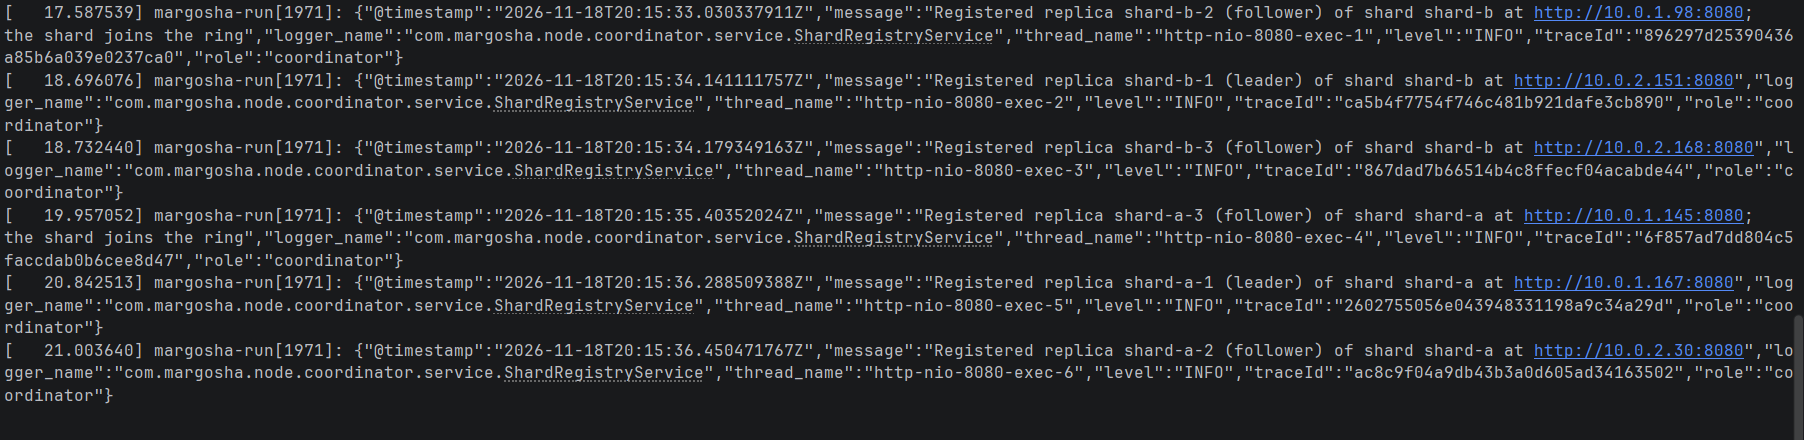 [   17.587539] margosha-run[1971]: {"@timestamp":"2026-11-18T20:15:33.030337911Z","message":"Registered replica shard-b-2 (follower) of shard shard-b at http://10.0.1.98:8080;
the shard joins the ring","logger_name":"com.margosha.node.coordinator.service.ShardRegistryService","thread_name":"http-nio-8080-exec-1","level":"INFO","traceId":"896297d25390436
a85b6a039e0237ca0","role":"coordinator"}
[   18.696076] margosha-run[1971]: {"@timestamp":"2026-11-18T20:15:34.141111757Z","message":"Registered replica shard-b-1 (leader) of shard shard-b at http://10.0.2.151:8080","log
ger_name":"com.margosha.node.coordinator.service.ShardRegistryService","thread_name":"http-nio-8080-exec-2","level":"INFO","traceId":"ca5b4f7754f746c481b921dafe3cb890","role":"coo
rdinator"}
[   18.732440] margosha-run[1971]: {"@timestamp":"2026-11-18T20:15:34.179349163Z","message":"Registered replica shard-b-3 (follower) of shard shard-b at http://10.0.2.168:8080","l
ogger_name":"com.margosha.node.coordinator.service.ShardRegistryService","thread_name":"http-nio-8080-exec-3","level":"INFO","traceId":"867dad7b66514b4c8ffecf04acabde44","role":"c
oordinator"}
[   19.957052] margosha-run[1971]: {"@timestamp":"2026-11-18T20:15:35.40352024Z","message":"Registered replica shard-a-3 (follower) of shard shard-a at http://10.0.1.145:8080;
the shard joins the ring","logger_name":"com.margosha.node.coordinator.service.ShardRegistryService","thread_name":"http-nio-8080-exec-4","level":"INFO","traceId":"6f857ad7dd804c5
faccdab0b6cee8d47","role":"coordinator"}
[   20.842513] margosha-run[1971]: {"@timestamp":"2026-11-18T20:15:36.288509388Z","message":"Registered replica shard-a-1 (leader) of shard shard-a at http://10.0.1.167:8080","log
ger_name":"com.margosha.node.coordinator.service.ShardRegistryService","thread_name":"http-nio-8080-exec-5","level":"INFO","traceId":"2602755056e043948331198a9c34a29d","role":"coo
rdinator"}
[   21.003640] margosha-run[1971]: {"@timestamp":"2026-11-18T20:15:36.450471767Z","message":"Registered replica shard-a-2 (follower) of shard shard-a at http://10.0.2.30:8080","lo
gger_name":"com.margosha.node.coordinator.service.ShardRegistryService","thread_name":"http-nio-8080-exec-6","level":"INFO","traceId":"ac8c9f04a9db43b3a0d605ad34163502","role":"co
ordinator"}